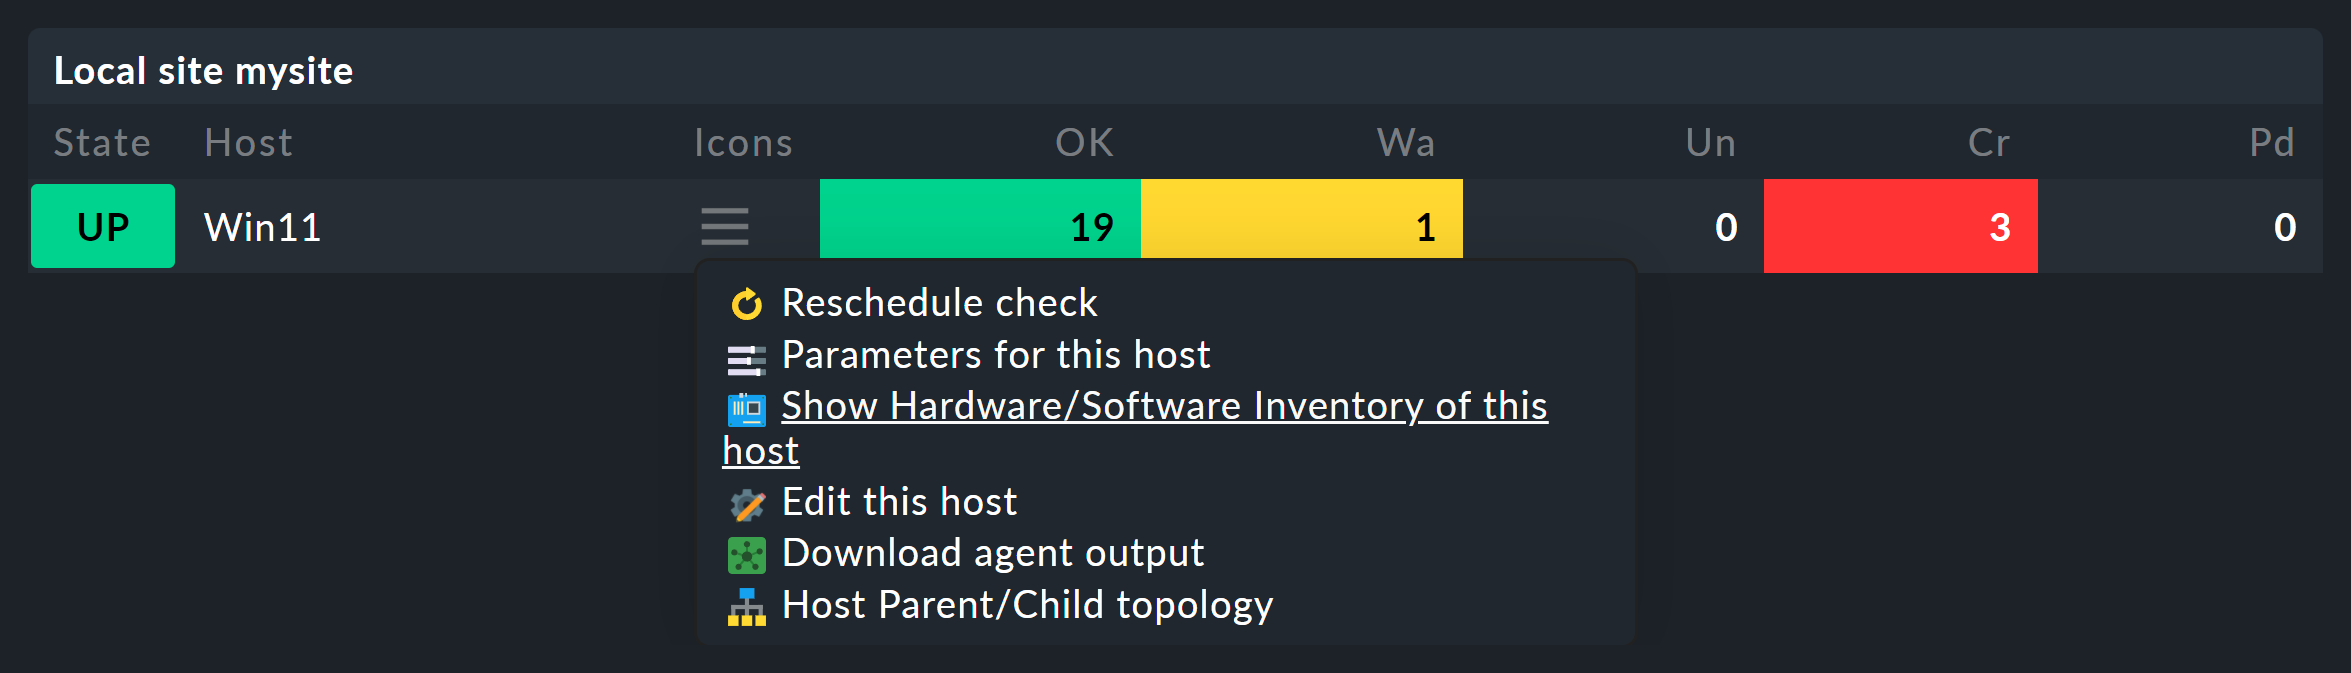 Local site mysite
State Host Icons OK Wa Un Cr Pd
UP Win11 19 1 0 3 0
Reschedule check
Parameters for this host
Show Hardware/Software Inventory of this
host
Edit this host
Download agent output
Host Parent/Child topology